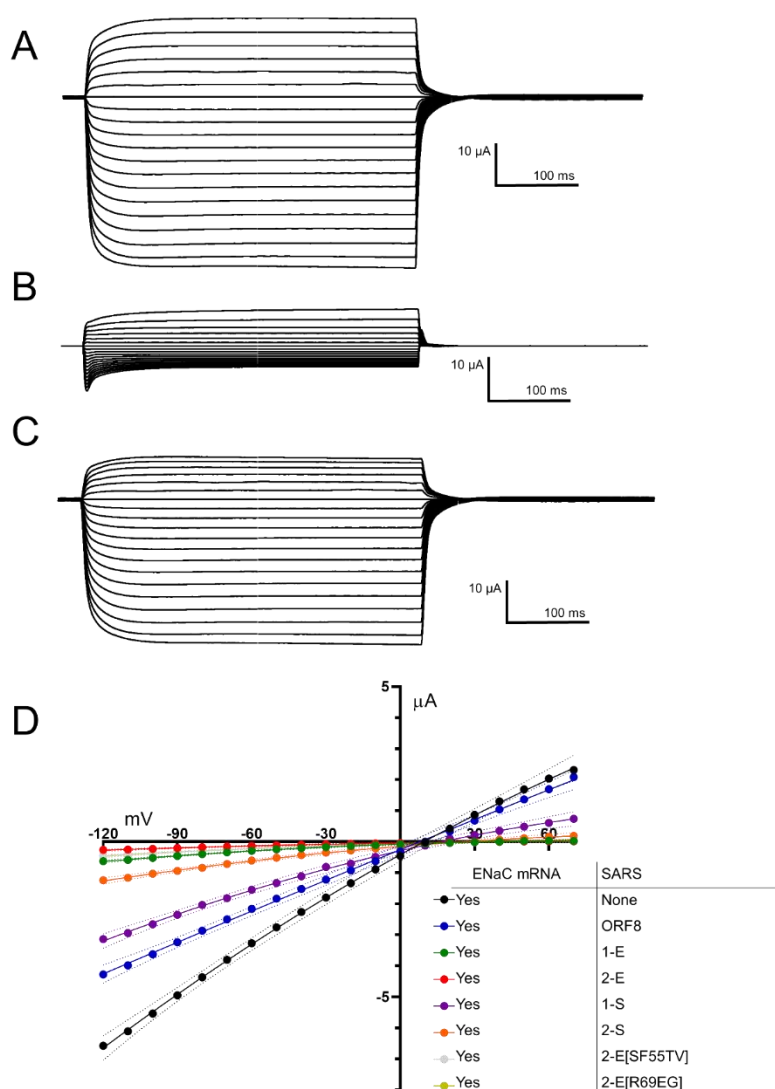 A
10 µA
100 ms
B
10 µA
100 ms
C
10 µA
100 ms
D
5
µA
mV
-120 -90 -60 -30 30 60
-5
ENaC mRNA SARS
Yes None
Yes ORF8
Yes 1-E
Yes 2-E
Yes 1-S
Yes 2-S
Yes 2-E[SF55TV]
Yes 2-E[R69EG]